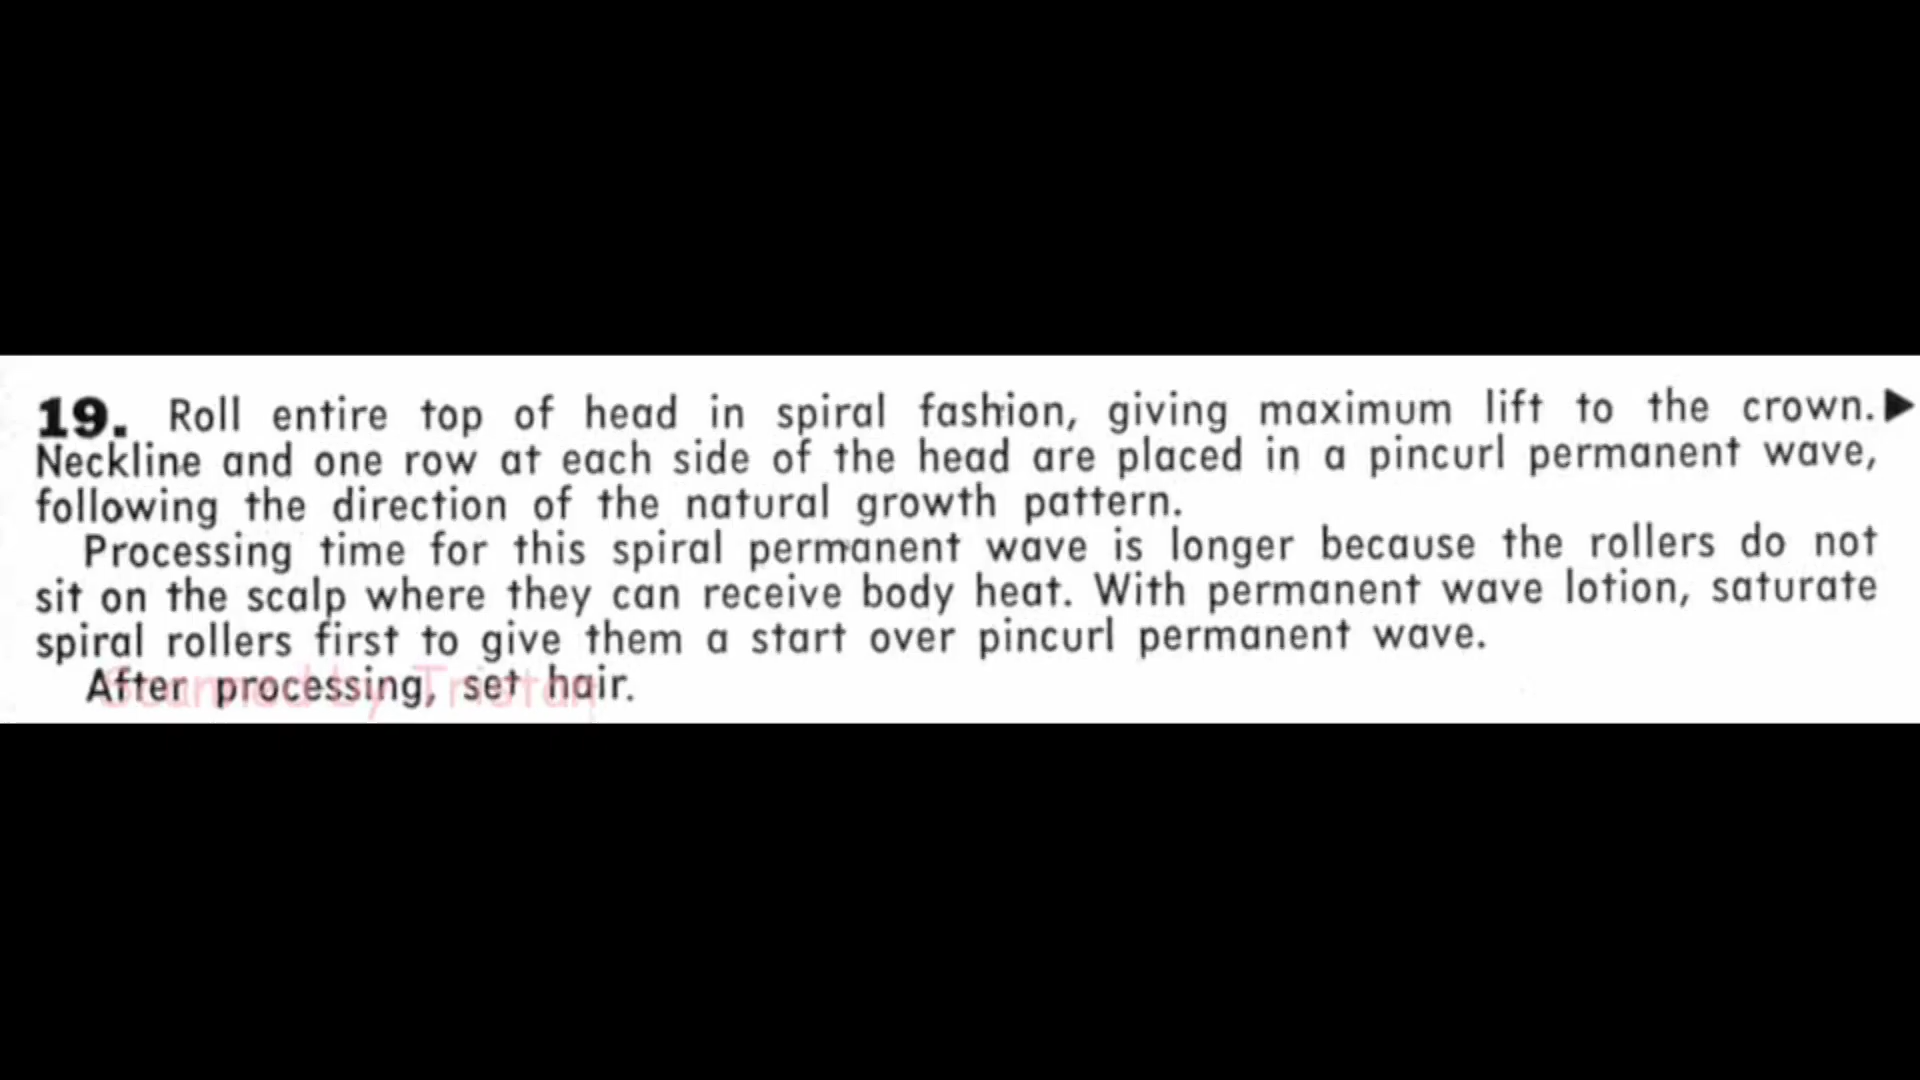 19. Roll entire top of head in spiral fashion, giving maximum lift to the crown.▶
Neckline and one row at each side of the head are placed in a pincurl permanent wave,
following the direction of the natural growth pattern.
Processing time for this spiral permanent wave is longer because the rollers do not
sit on the scalp where they can receive body heat. With permanent wave lotion, saturate
spiral rollers first to give them a start over pincurl permanent wave.
After processing, set hair.
Scanned by Tristan